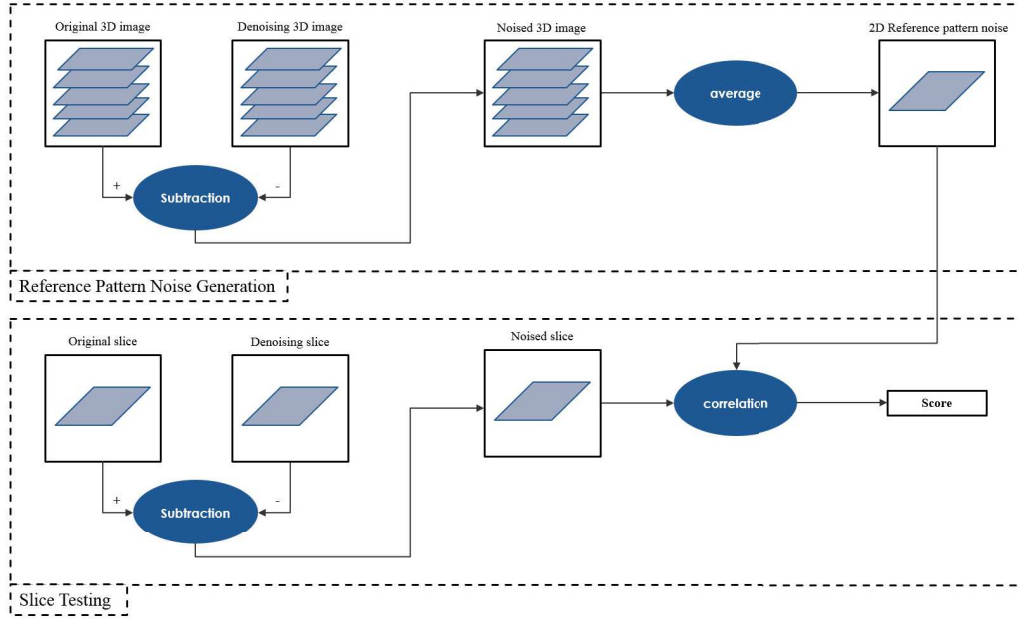 Original 3D image
Denoising 3D image
Noised 3D image
2D Reference pattern noise
average
+
-
Subtraction
Reference Pattern Noise Generation
Original slice
Denoising slice
Noised slice
correlation
Score
+
-
Subtraction
Slice Testing